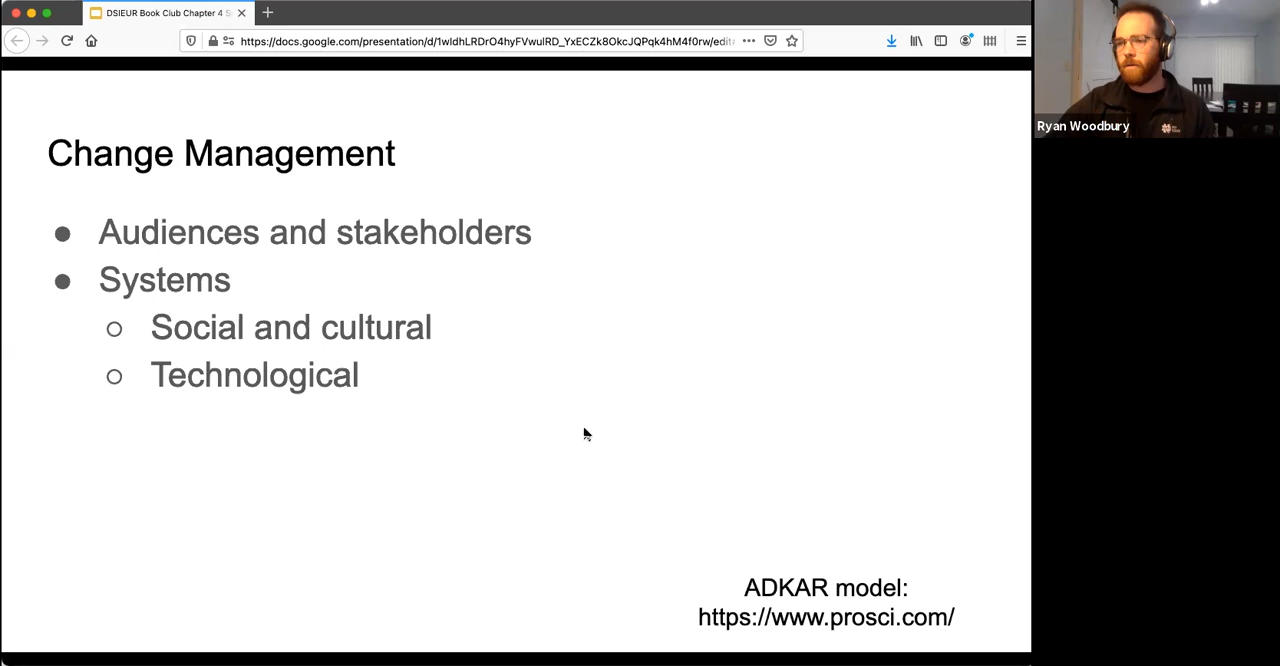 DSIEUR Book Club Chapter 4 S
https://docs.google.com/presentation/d/1wIdhLRDrO4hyFVwulRD_YxECZk8OkcJQPqk4hM4f0rw/edit
Ryan Woodbury
Change Management
● Audiences and stakeholders
● Systems
○ Social and cultural
○ Technological
ADKAR model:
https://www.prosci.com/